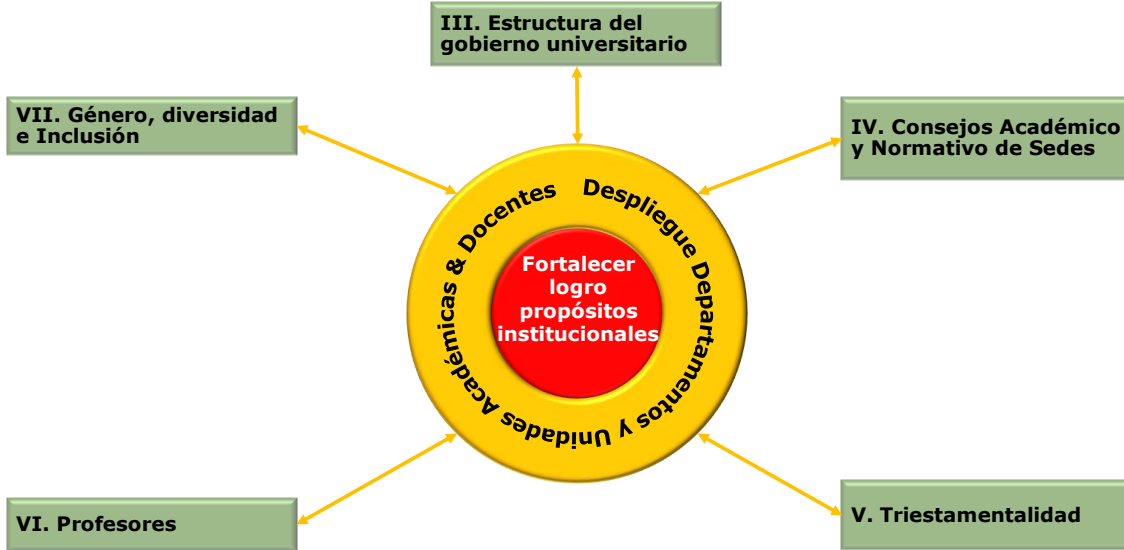 III. Estructura del
gobierno universitario
VII. Género, diversidad
e Inclusión
IV. Consejos Académico
y Normativo de Sedes
Despliegue Departamentos y Unidades Académicas & Docentes
Fortalecer
logro
propósitos
institucionales
VI. Profesores
V. Triestamentalidad